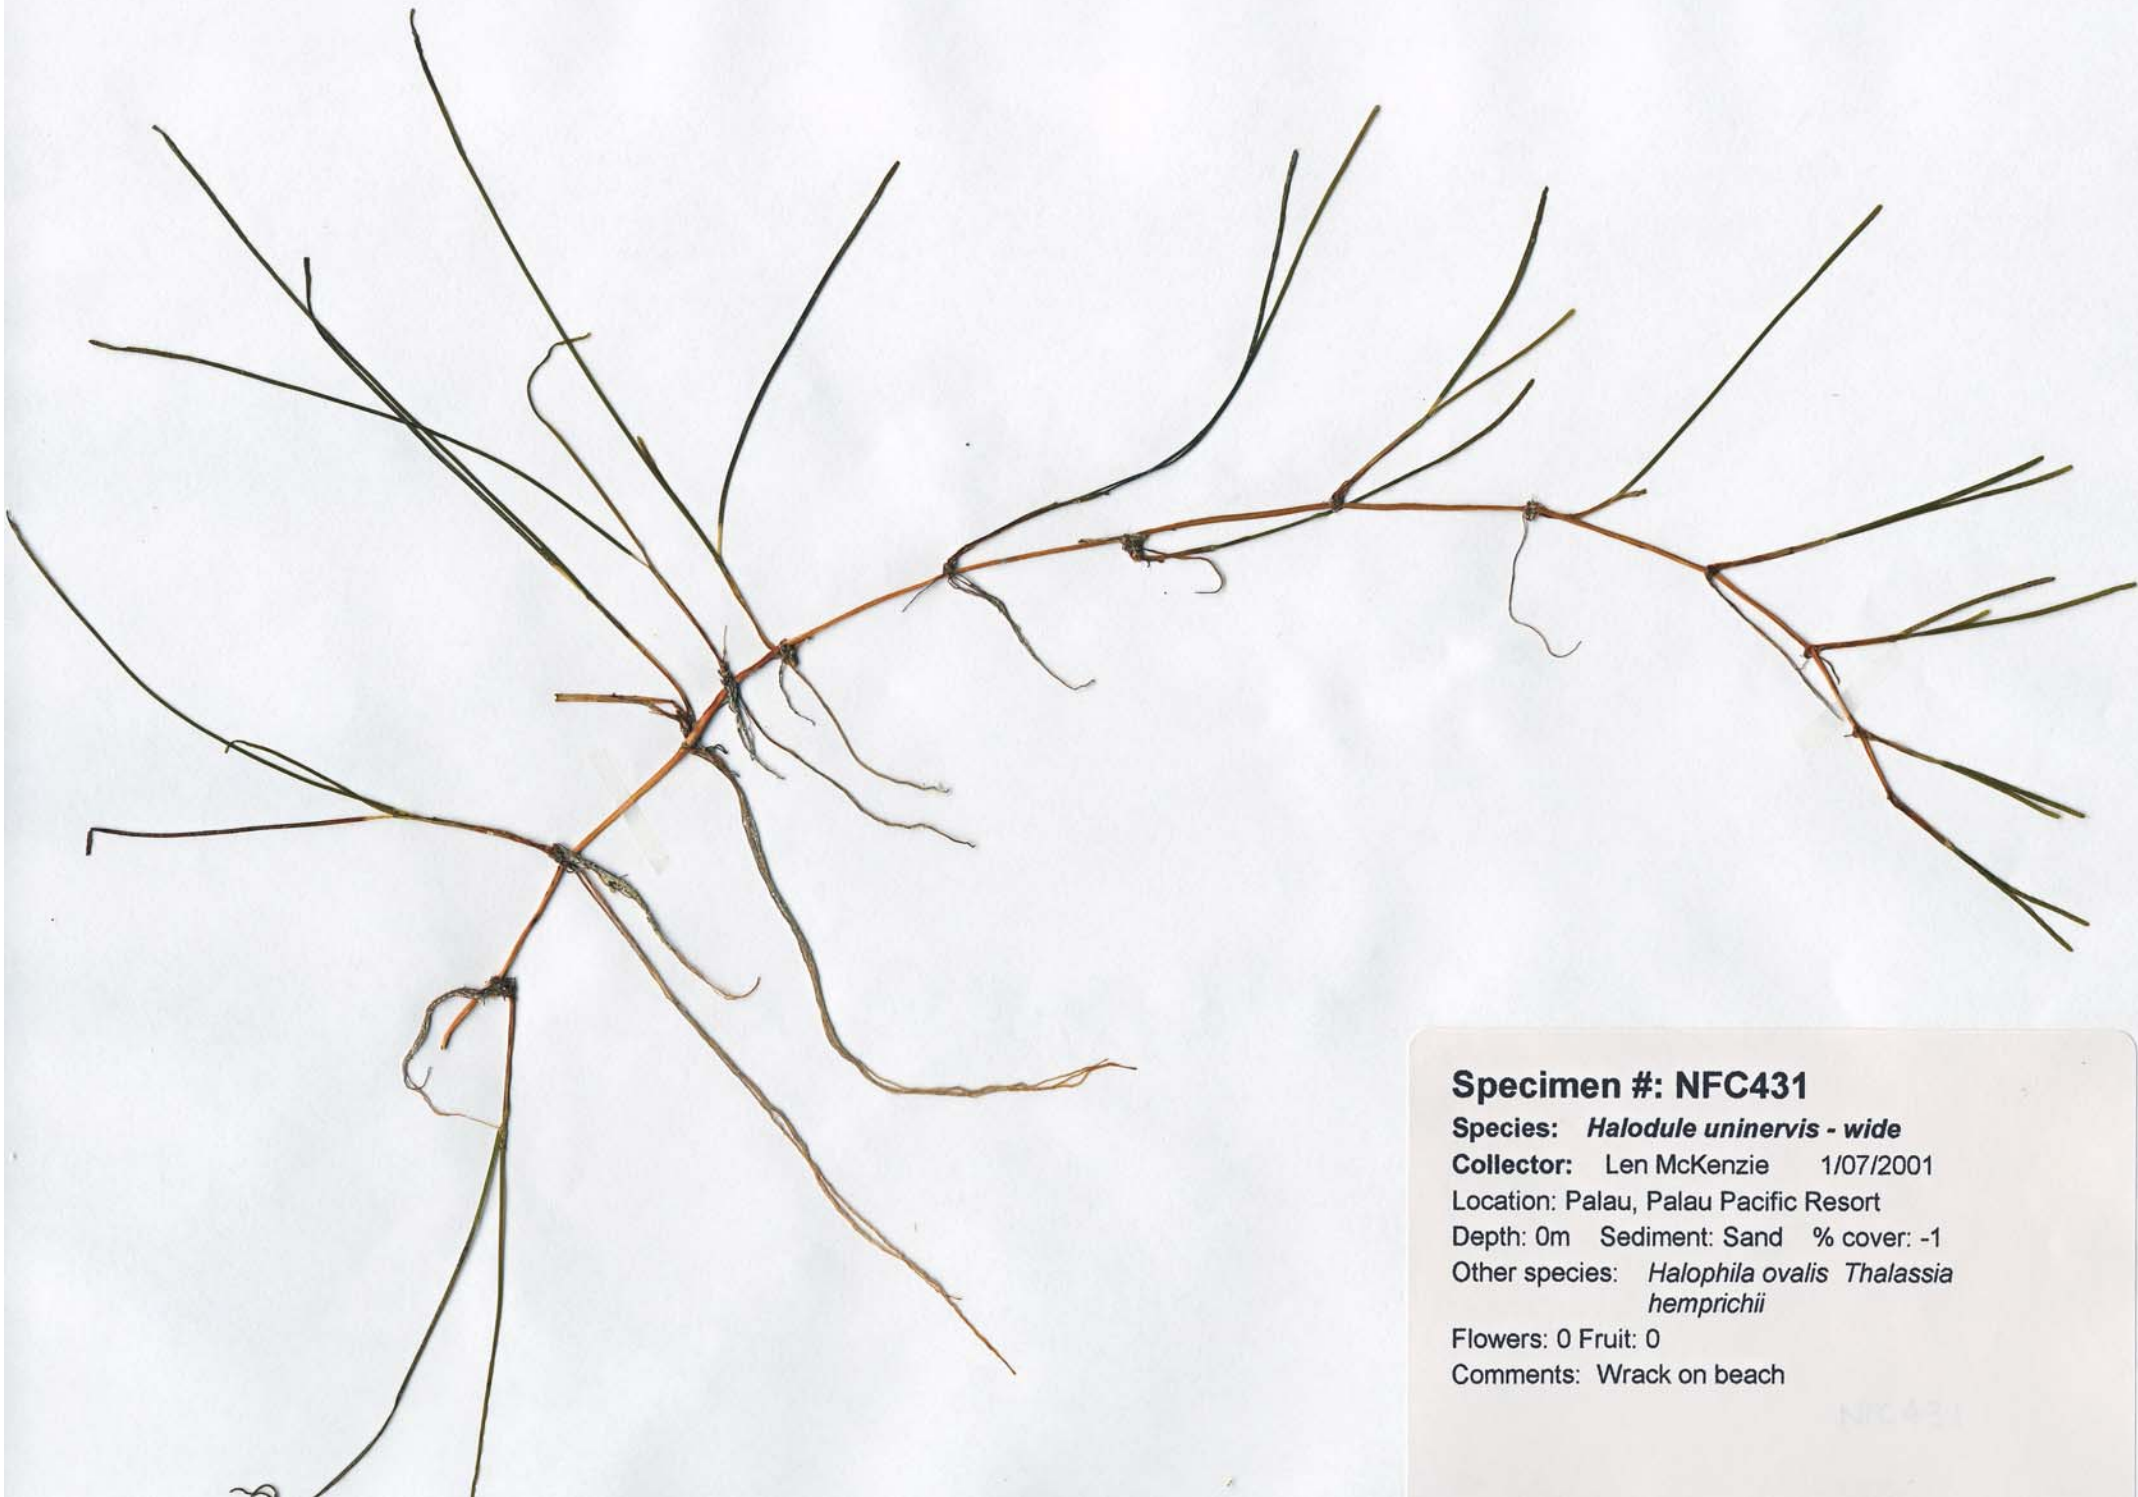 Specimen #: NFC431
Species: Halodule uninervis - wide
Collector: Len McKenzie 1/07/2001
Location: Palau, Palau Pacific Resort
Depth: 0m Sediment: Sand % cover: -1
Other species: Halophila ovalis Thalassia
hemprichii
Flowers: 0 Fruit: 0
Comments: Wrack on beach
NFC431